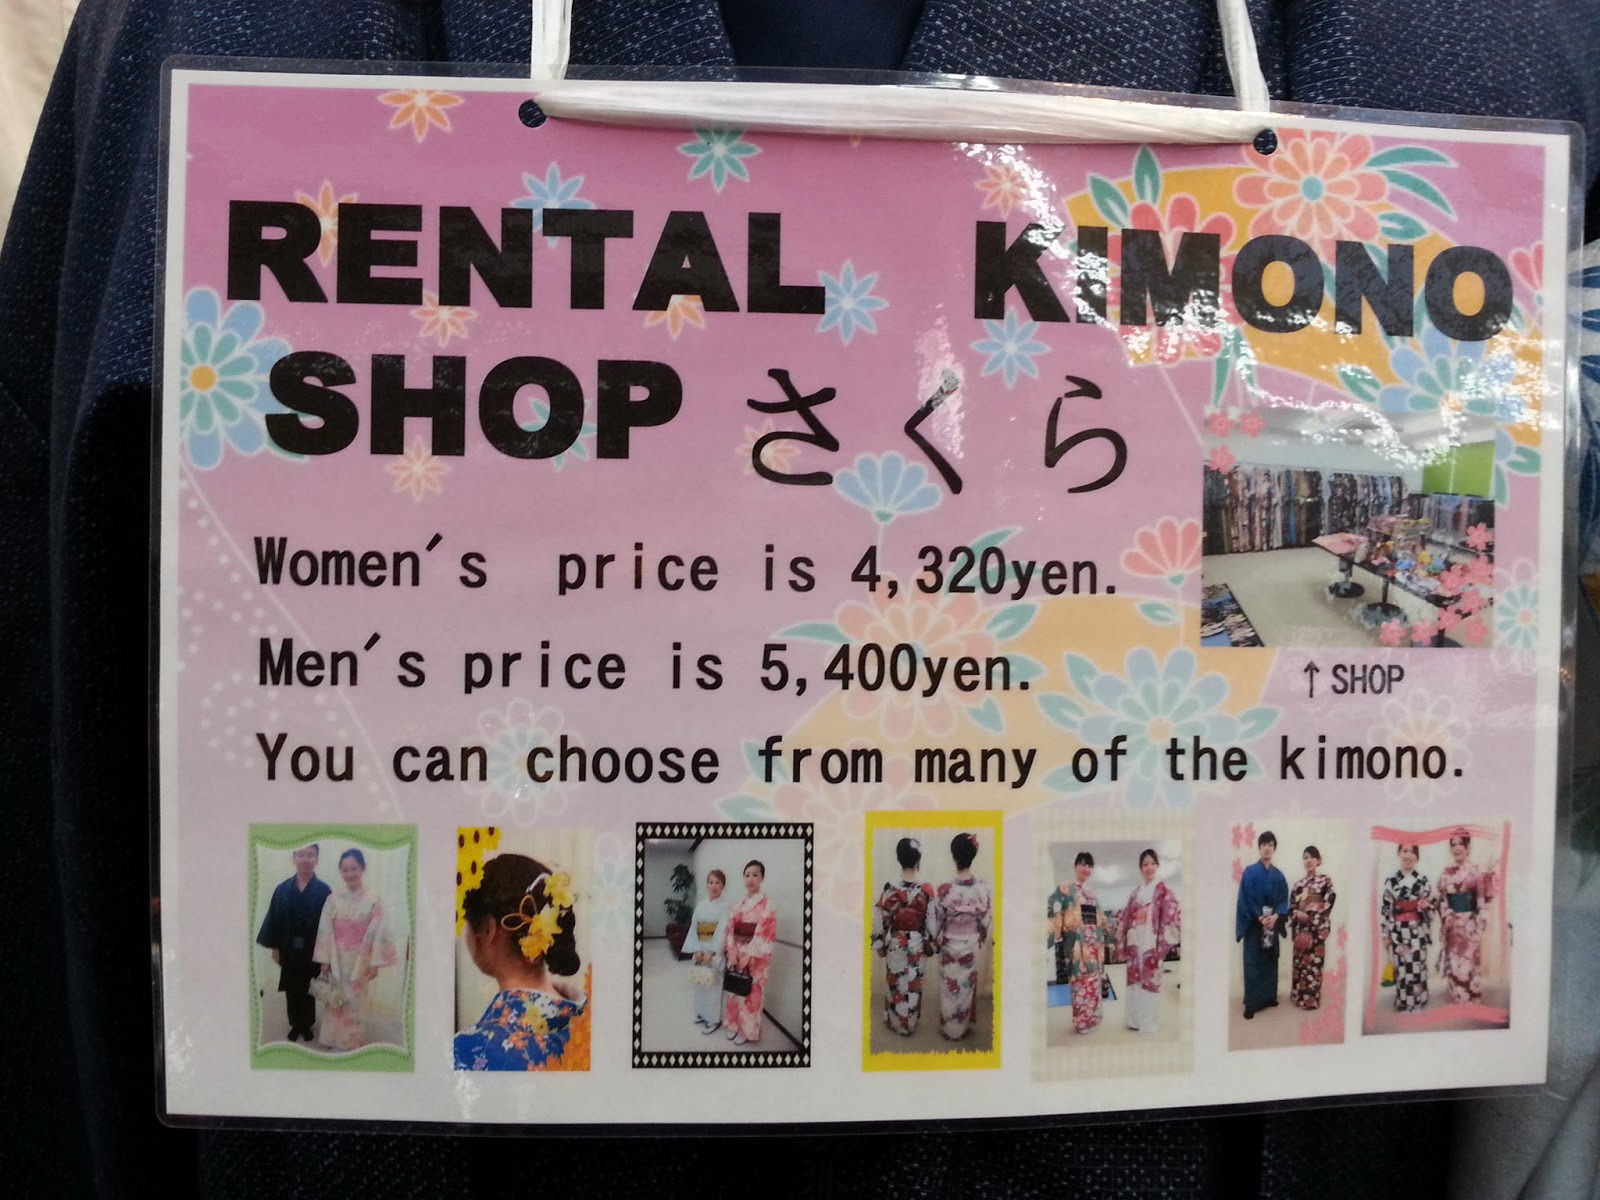 RENTAL KIMONO
SHOP さくら
Women's price is 4,320yen.
Men's price is 5,400yen.
↑SHOP
You can choose from many of the kimono.